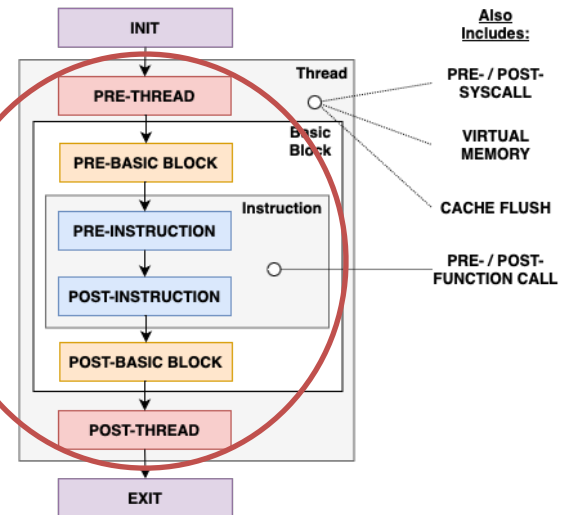 INIT
Also
Includes:
Thread
PRE-THREAD
PRE- / POST-
SYSCALL
Basic
Block
PRE-BASIC BLOCK
VIRTUAL
MEMORY
Instruction
CACHE FLUSH
PRE-INSTRUCTION
PRE- / POST-
FUNCTION CALL
POST-INSTRUCTION
POST-BASIC BLOCK
POST-THREAD
EXIT